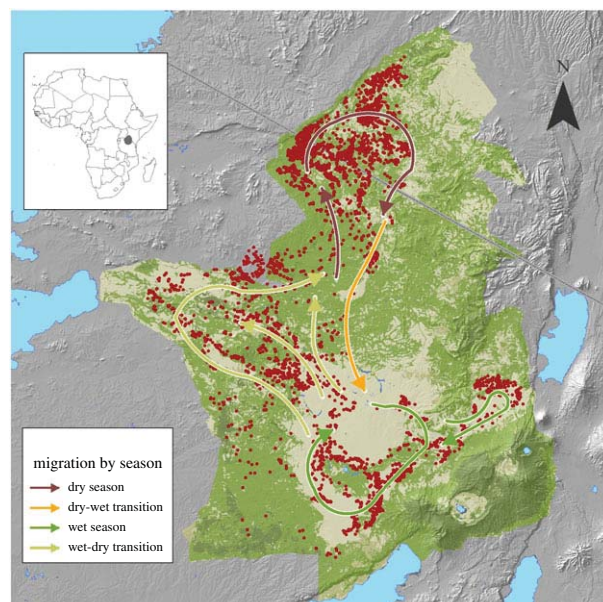 N
migration by season
dry season
dry-wet transition
wet season
wet-dry transition